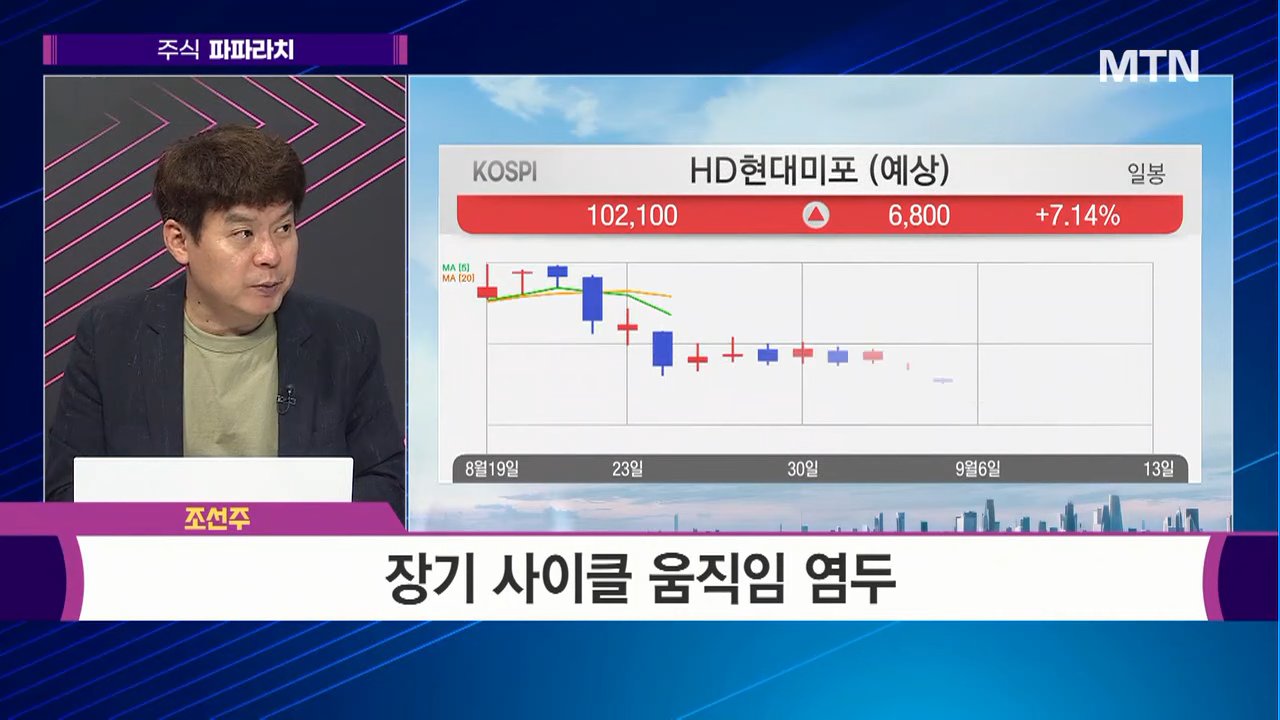 주식 파파라치
MTN
KOSPI
HD현대미포 (예상)
일봉
102,100
6,800
+7.14%
MA [5]
MA [20]
8월19일
23일
30일
9월6일
13일
조선주
장기 사이클 움직임 염두